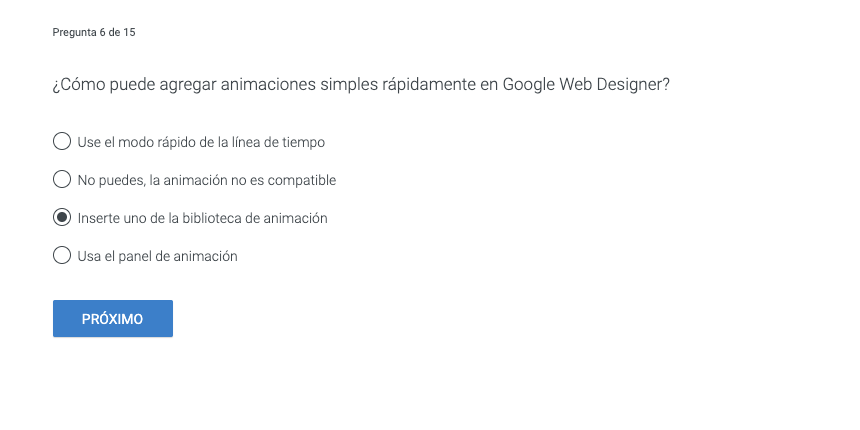 Pregunta 6 de 15
¿Cómo puede agregar animaciones simples rápidamente en Google Web Designer?
Use el modo rápido de la línea de tiempo
No puedes, la animación no es compatible
Inserte uno de la biblioteca de animación
Usa el panel de animación
PRÓXIMO